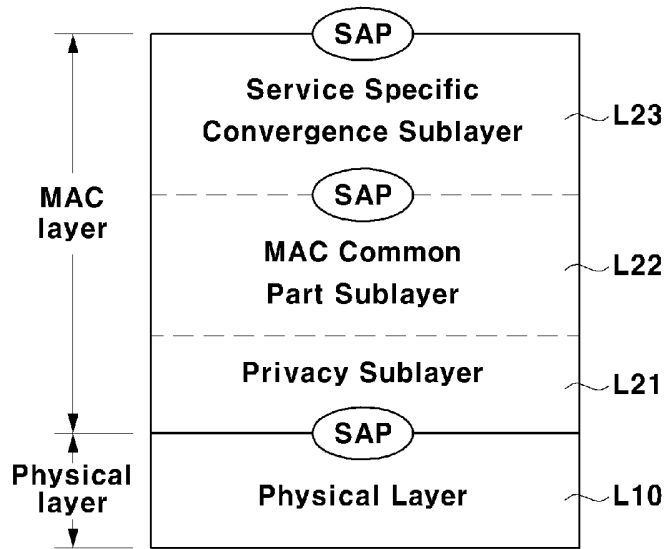 SAP
Service Specific
Convergence Sublayer
L23
SAP
MAC
layer
MAC Common
Part Sublayer
L22
Privacy Sublayer
L21
SAP
Physical
layer
Physical Layer
L10